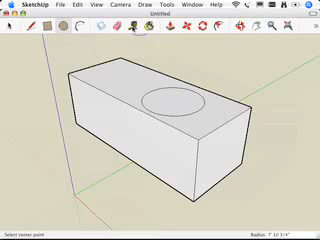 SketchUp File Edit View Camera Draw Tools Window Help
Untitled
Select center point
Radius 7' 10 3/4"